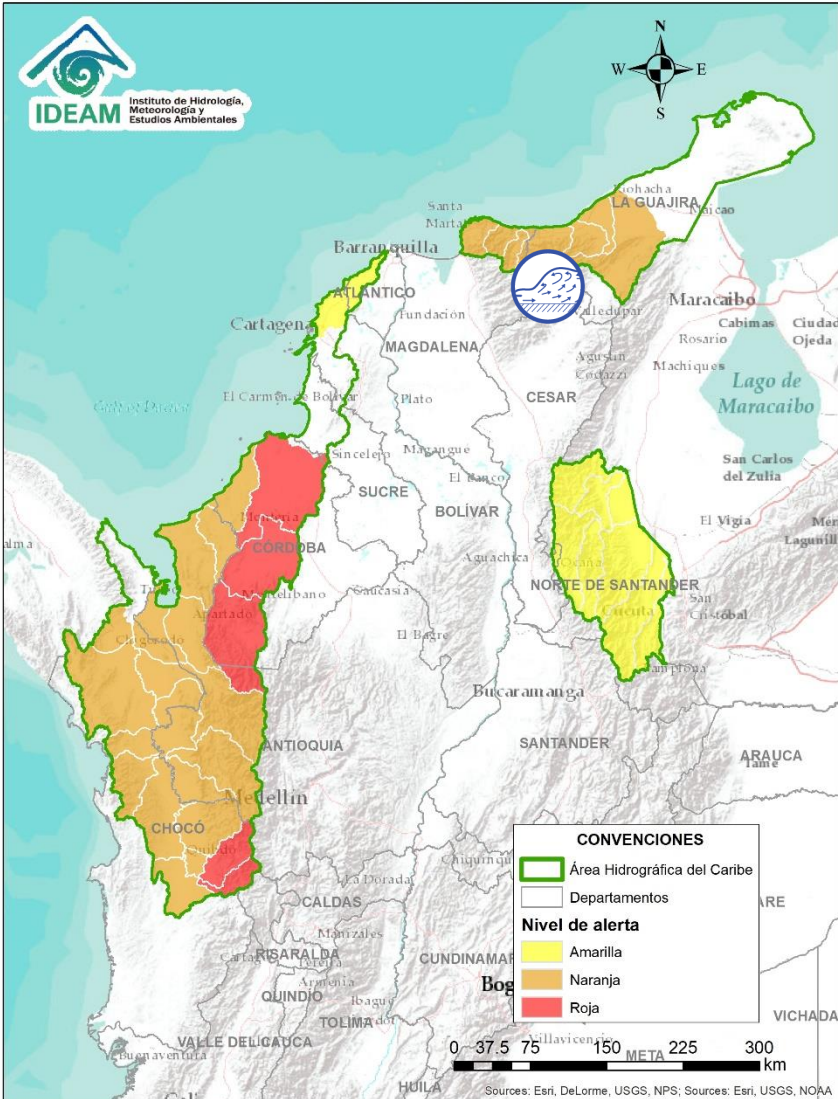 IDEAM
Instituto de Hidrología,
Meteorología y
Estudios Ambientales
N
W
E
S
Riohacha
LA GUAJIRA
Santa
Marta
Maicao
Barranquilla
ATLÁNTICO
Cartagena
Maracaibo
Fundación
Valledupar
Cabimas
Ciudad
Ojeda
Rosario
MAGDALENA
Machiques
Agustín
Codazzi
Lago de
Maracaibo
El Carmen de Bolívar
Plato
CESAR
Sincelejo
Magangue
San Carlos
del Zulia
El Banco
SUCRE
BOLÍVAR
Montería
El Vigía
CÓRDOBA
Aguachica
Ocaña
NORTE DE SANTANDER
Montelibano
Caucasia
San
Cristóbal
Apartadó
Cúcuta
Chigorodó
El Bagre
Pamplona
Bucaramanga
ANTIOQUIA
SANTANDER
ARAUCA
Tame
Medellín
CHOCÓ
Quibdó
La Dorada
CALDAS
Manizales
RISARALDA
Pereira
Armenia
QUINDÍO
Ibagué
TOLIMA
VALLE DEL CAUCA
Buenaventura
HUILA
Villavicencio
META
VICHADA
CONVENCIONES
Área Hidrográfica del Caribe
Departamentos
Nivel de alerta
Amarilla
Naranja
Roja
0 37.5 75 150 225 300
km
Sources: Esri, DeLorme, USGS, NPS; Sources: Esri, USGS, NOAA